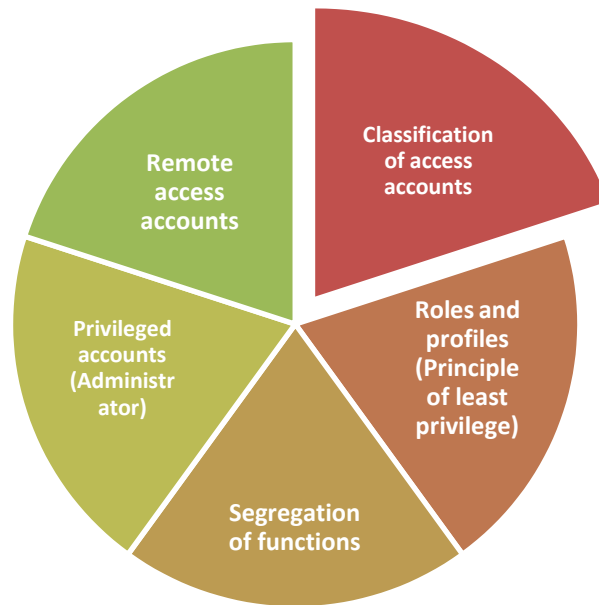 Classification
of access
accounts
Roles and
profiles
(Principle
of least
privilege)
Segregation
of functions
Privileged
accounts
(Administr
ator)
Remote
access
accounts